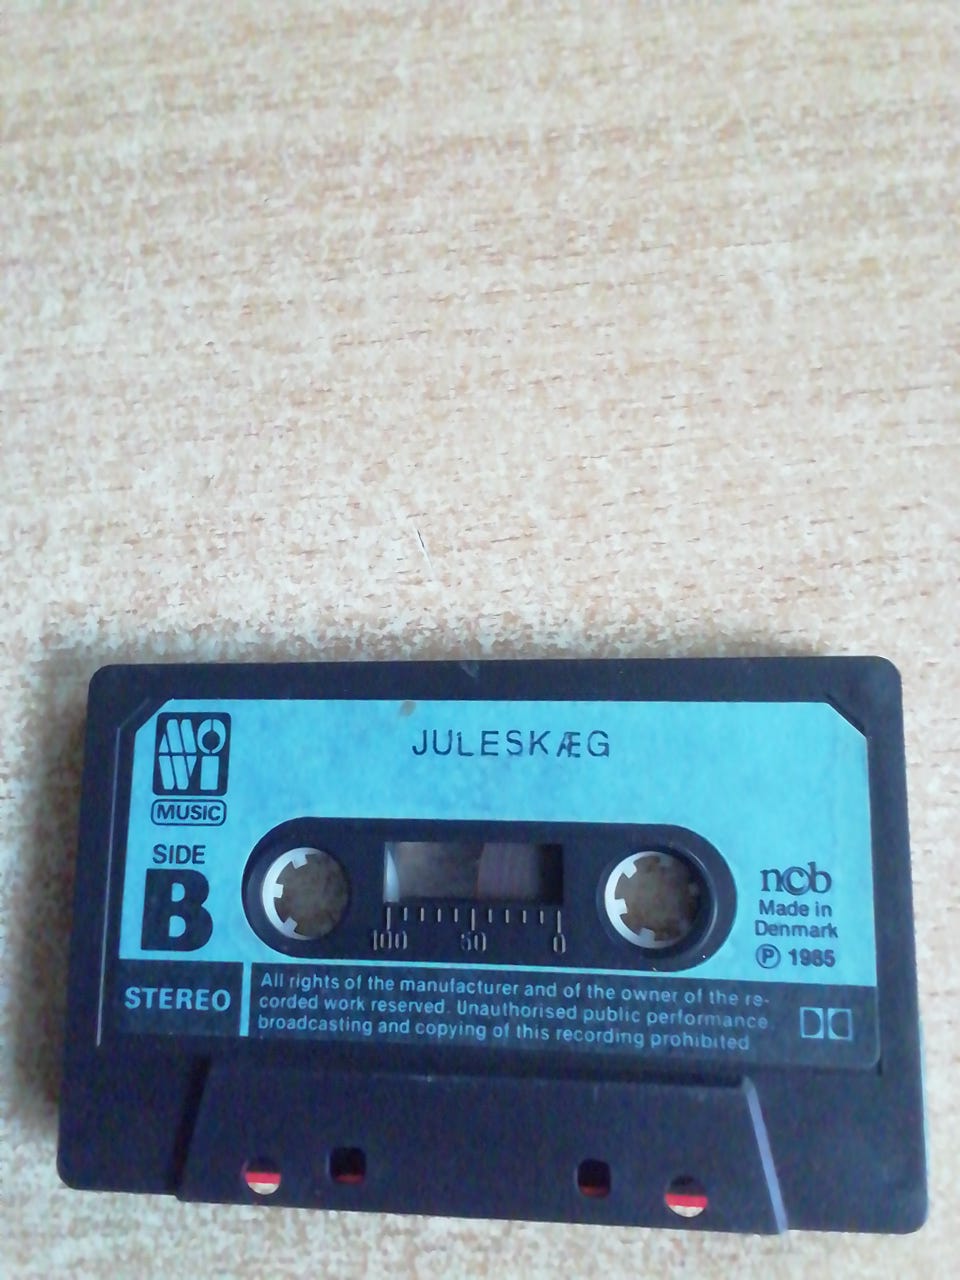 JULESKÆG
MOWI
MUSIC
SIDE
B
STEREO
100 50 0
ncb
Made in
Denmark
Ⓟ 1985
All rights of the manufacturer and of the owner of the re-
corded work reserved. Unauthorised public performance,
broadcasting and copying of this recording prohibited